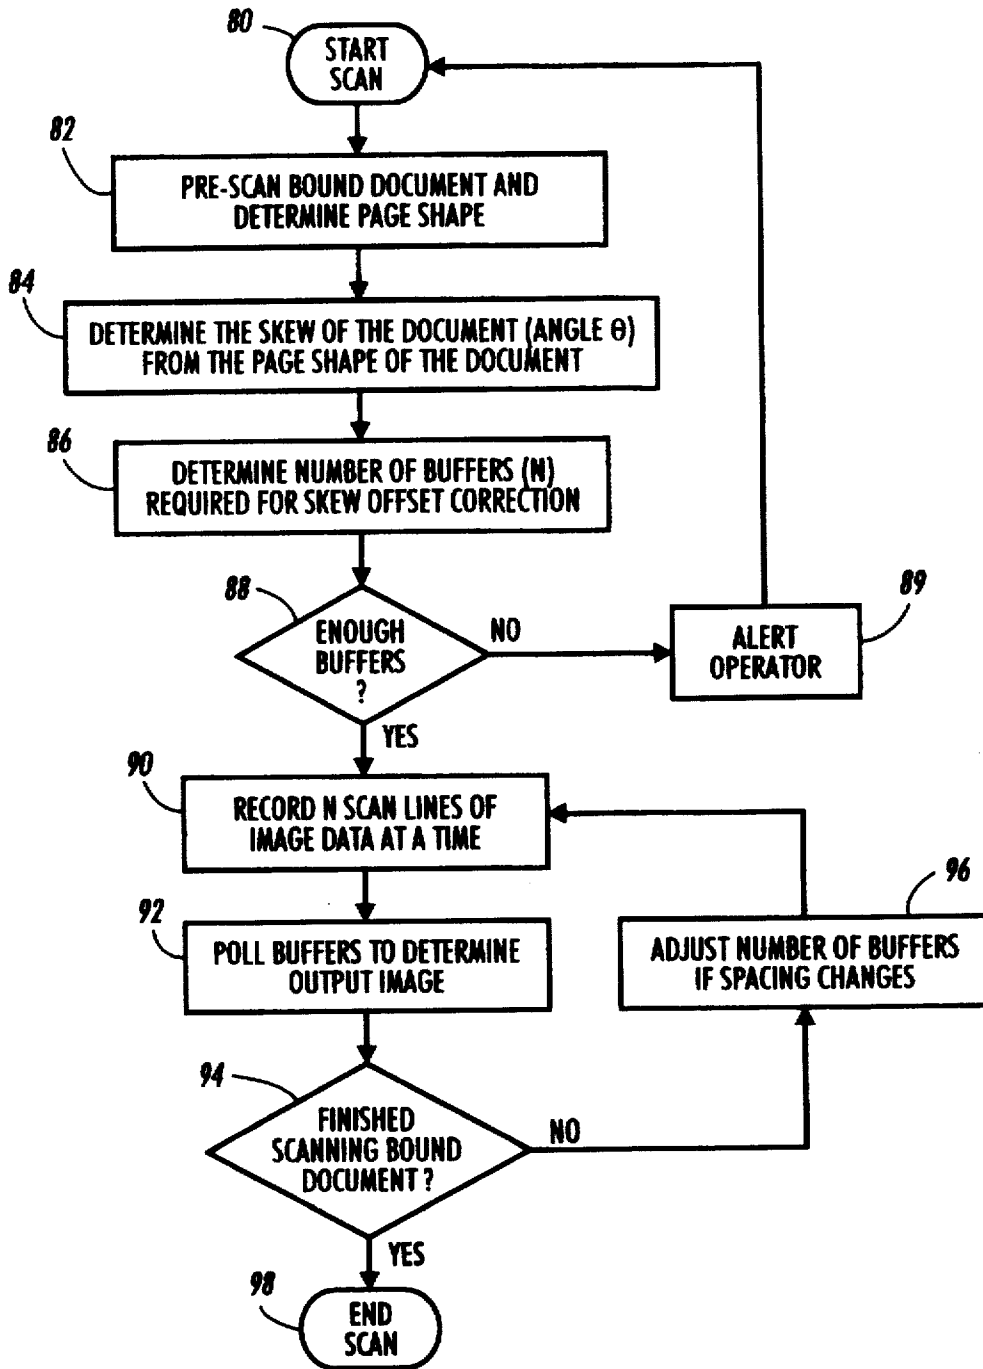 80
START
SCAN
82
PRE-SCAN BOUND DOCUMENT AND
DETERMINE PAGE SHAPE
84
DETERMINE THE SKEW OF THE DOCUMENT (ANGLE θ)
FROM THE PAGE SHAPE OF THE DOCUMENT
86
DETERMINE NUMBER OF BUFFERS (N)
REQUIRED FOR SKEW OFFSET CORRECTION
88
ENOUGH
BUFFERS
?
NO
89
ALERT
OPERATOR
YES
90
RECORD N SCAN LINES OF
IMAGE DATA AT A TIME
92
POLL BUFFERS TO DETERMINE
OUTPUT IMAGE
96
ADJUST NUMBER OF BUFFERS
IF SPACING CHANGES
94
FINISHED
SCANNING BOUND
DOCUMENT ?
NO
YES
98
END
SCAN